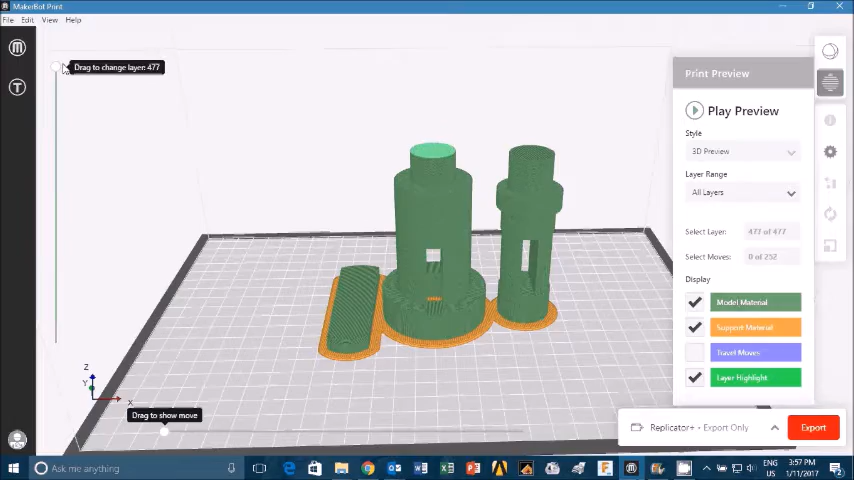 MakerBot Print
File Edit View Help
Drag to change layer: 477
Print Preview
Play Preview
Style
3D Preview
Layer Range
All Layers
Select Layer: 477 of 477
Select Moves: 0 of 252
Display
Model Material
Support Material
Travel Moves
Layer Highlight
Z
Y
X
Drag to show move
Replicator+ • Export Only
Export
Ask me anything
ENG
US
3:57 PM
1/11/2017